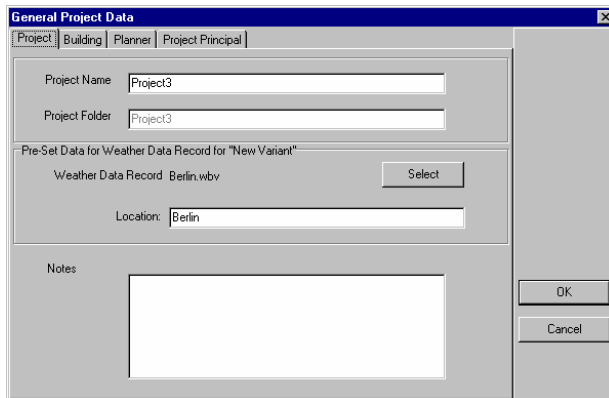 General Project Data
Project Building Planner Project Principal
Project Name Project3
Project Folder Project3
Pre-Set Data for Weather Data Record for "New Variant"
Weather Data Record Berlin.wbv Select
Location: Berlin
Notes
OK
Cancel